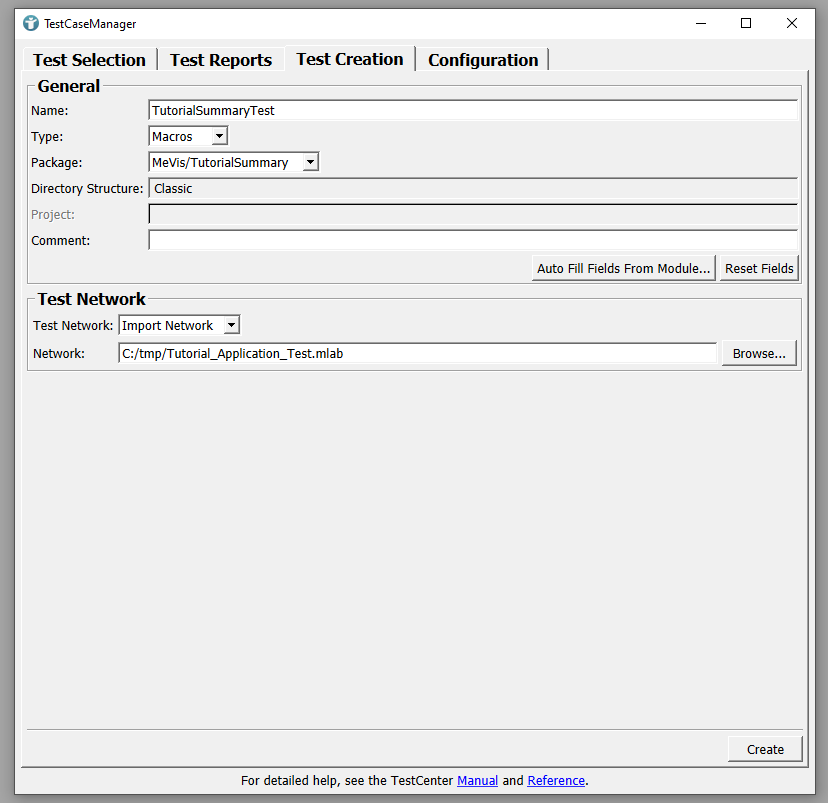 TestCaseManager
Test Selection Test Reports Test Creation Configuration
General
Name: TutorialSummaryTest
Type: Macros
Package: MeVis/TutorialSummary
Directory Structure: Classic
Project:
Comment:
Auto Fill Fields From Module... Reset Fields
Test Network
Test Network: Import Network
Network: C:/tmp/Tutorial_Application_Test.mlab Browse...
Create
For detailed help, see the TestCenter Manual and Reference.